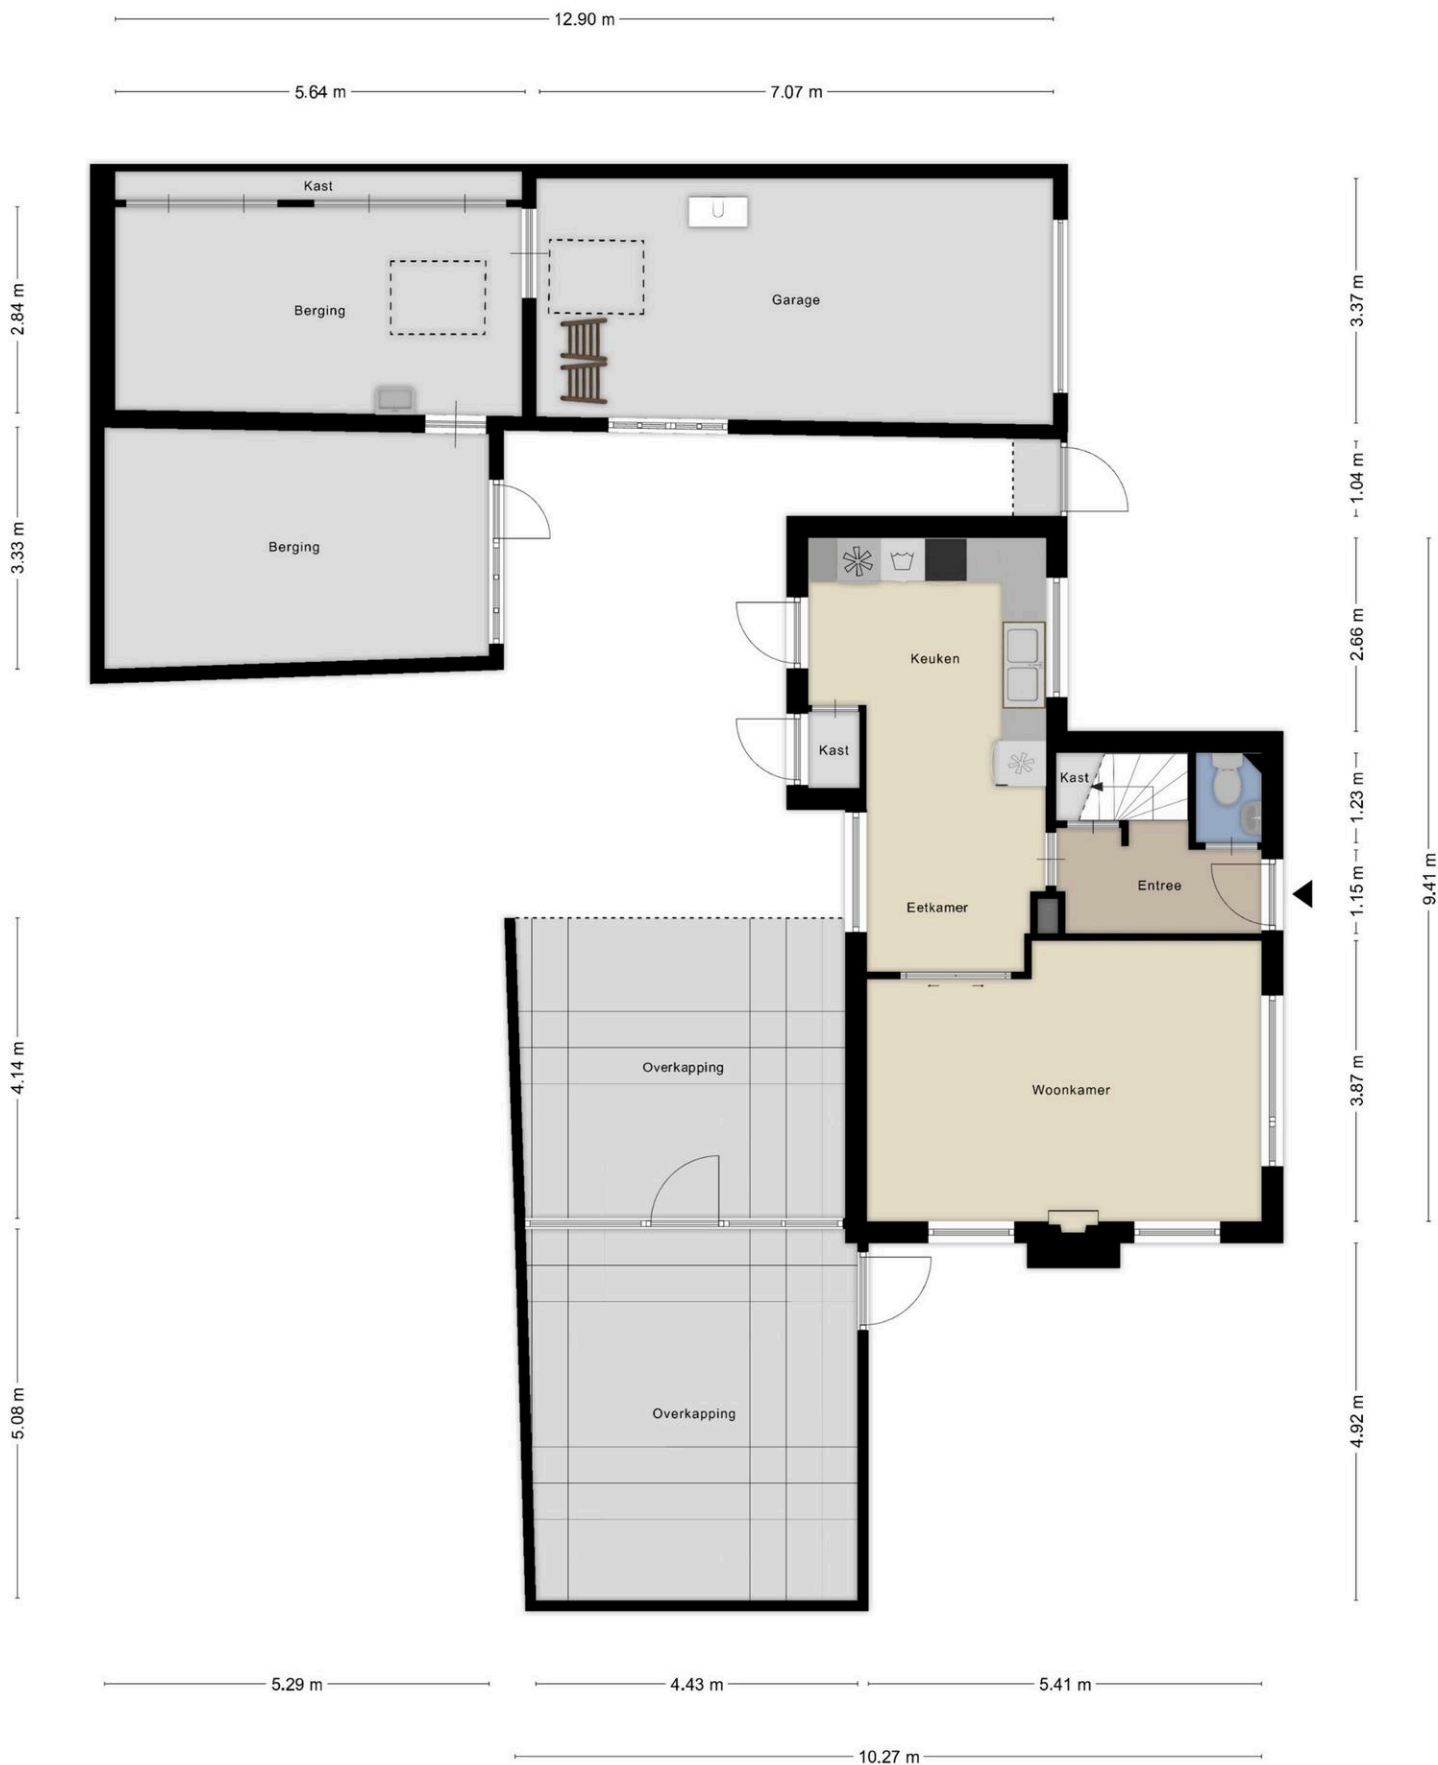 12.90 m
5.64 m
7.07 m
Kast
2.84 m
Berging
Garage
3.37 m
1.04 m
3.33 m
Berging
Keuken
2.66 m
Kast
Kast
1.23 m
9.41 m
Entree
1.15 m
Eetkamer
4.14 m
Overkapping
Woonkamer
3.87 m
5.08 m
Overkapping
4.92 m
5.29 m
4.43 m
5.41 m
10.27 m